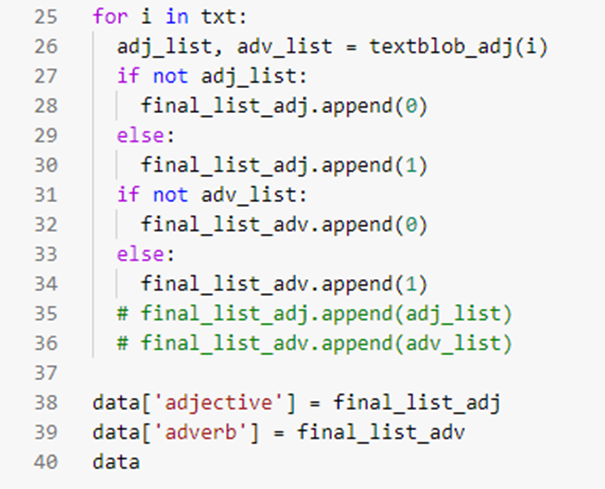 25 for i in txt:
26   adj_list, adv_list = textblob_adj(i)
27   if not adj_list:
28     final_list_adj.append(0)
29   else:
30     final_list_adj.append(1)
31   if not adv_list:
32     final_list_adv.append(0)
33   else:
34     final_list_adv.append(1)
35   # final_list_adj.append(adj_list)
36   # final_list_adv.append(adv_list)
37
38 data['adjective'] = final_list_adj
39 data['adverb'] = final_list_adv
40 data